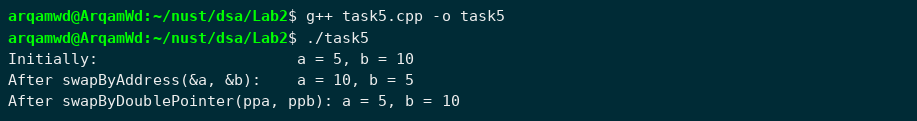 arqamwd@ArqamWd:~/nust/dsa/Lab2$ g++ task5.cpp -o task5
arqamwd@ArqamWd:~/nust/dsa/Lab2$ ./task5
Initially:                      a = 5, b = 10
After swapByAddress(&a, &b):    a = 10, b = 5
After swapByDoublePointer(ppa, ppb): a = 5, b = 10